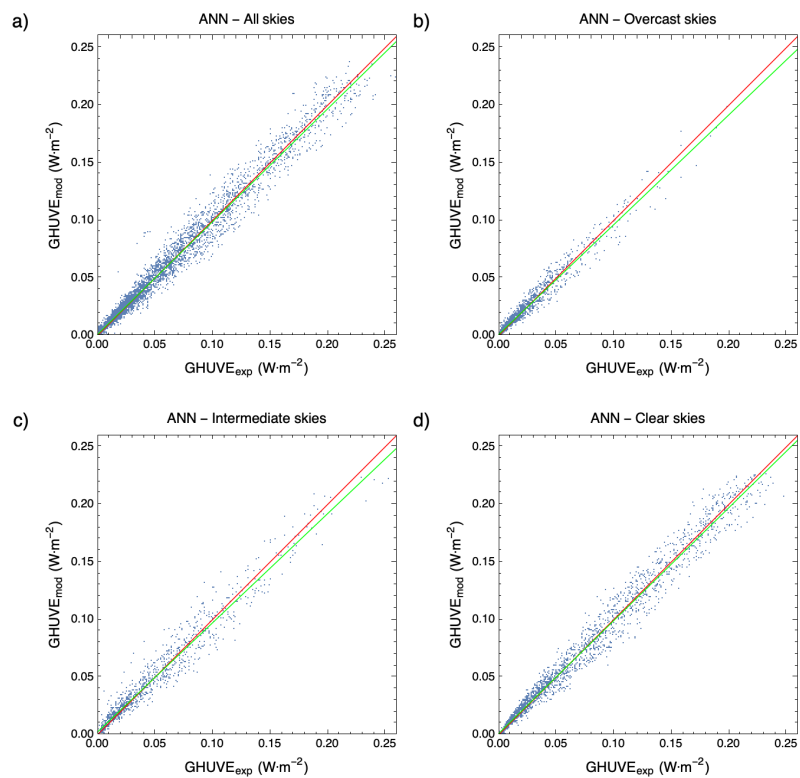 a)
ANN − All skies
0.25
0.20
0.15
0.10
0.05
0.00
GHUVEmod (W·m−2)
0.00 0.05 0.10 0.15 0.20 0.25
GHUVEexp (W·m−2)
b)
ANN − Overcast skies
0.25
0.20
0.15
0.10
0.05
0.00
GHUVEmod (W·m−2)
0.00 0.05 0.10 0.15 0.20 0.25
GHUVEexp (W·m−2)
c)
ANN − Intermediate skies
0.25
0.20
0.15
0.10
0.05
0.00
GHUVEmod (W·m−2)
0.00 0.05 0.10 0.15 0.20 0.25
GHUVEexp (W·m−2)
d)
ANN − Clear skies
0.25
0.20
0.15
0.10
0.05
0.00
GHUVEmod (W·m−2)
0.00 0.05 0.10 0.15 0.20 0.25
GHUVEexp (W·m−2)